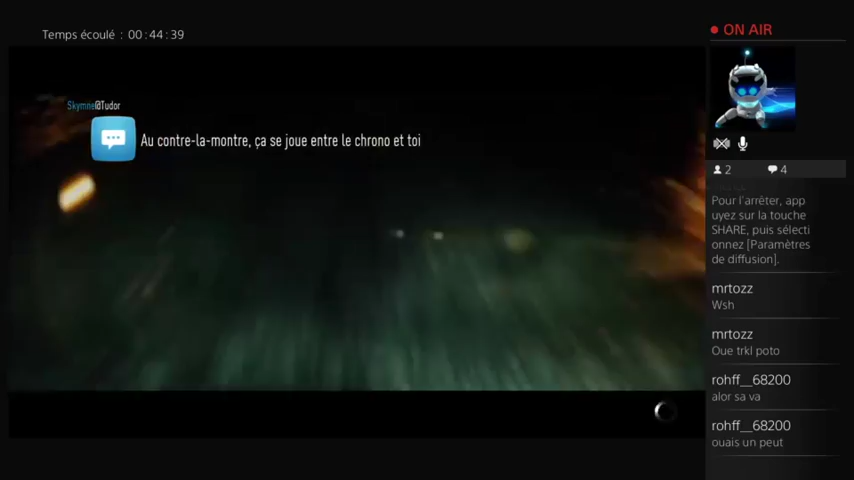 Temps écoulé : 00:44:39
ON AIR
Skymne@Tudor
Au contre-la-montre, ça se joue entre le chrono et toi
2 4
Pour l'arrêter, app
uyez sur la touche
SHARE, puis sélecti
onnez [Paramètres
de diffusion].
mrtozz
Wsh
mrtozz
Oue trkl poto
rohff__68200
alor sa va
rohff__68200
ouais un peut